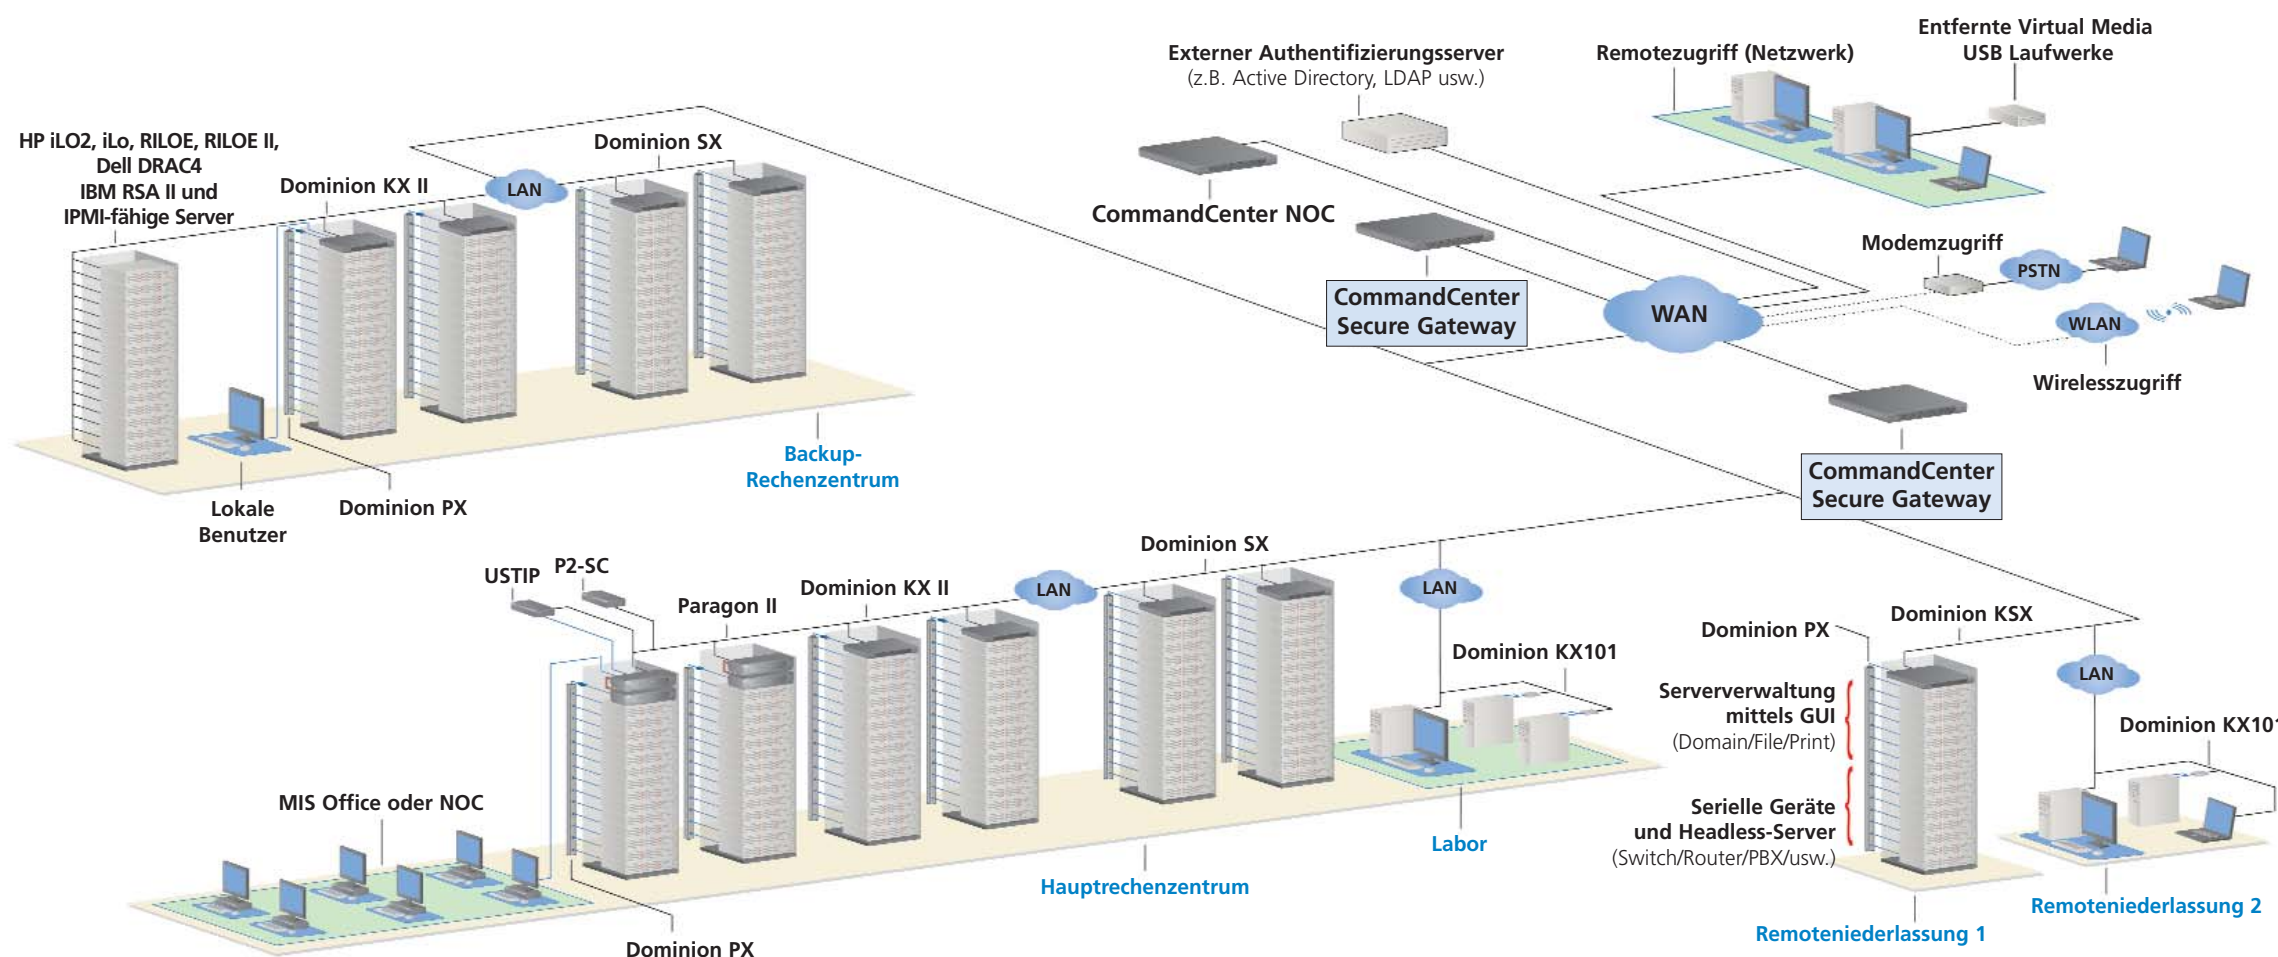 Externer Authentifizierungsserver
(z.B. Active Directory, LDAP usw.)
Remotezugriff (Netzwerk)
Entfernte Virtual Media
USB Laufwerke
HP iLO2, iLo, RILOE, RILOE II,
Dell DRAC4
IBM RSA II und
IPMI-fähige Server
Dominion KX II
LAN
Dominion SX
CommandCenter NOC
CommandCenter
Secure Gateway
WAN
Modemzugriff
PSTN
WLAN
Wirelesszugriff
CommandCenter
Secure Gateway
Backup-
Rechenzentrum
Lokale
Benutzer
Dominion PX
USTIP
P2-SC
Paragon II
Dominion KX II
LAN
Dominion SX
LAN
Dominion KX101
MIS Office oder NOC
Dominion PX
Hauptrechenzentrum
Labor
Dominion PX
Dominion KSX
Serververwaltung
mittels GUI
(Domain/File/Print)
Serielle Geräte
und Headless-Server
(Switch/Router/PBX/usw.)
Remoteniederlassung 1
LAN
Dominion KX101
Remoteniederlassung 2